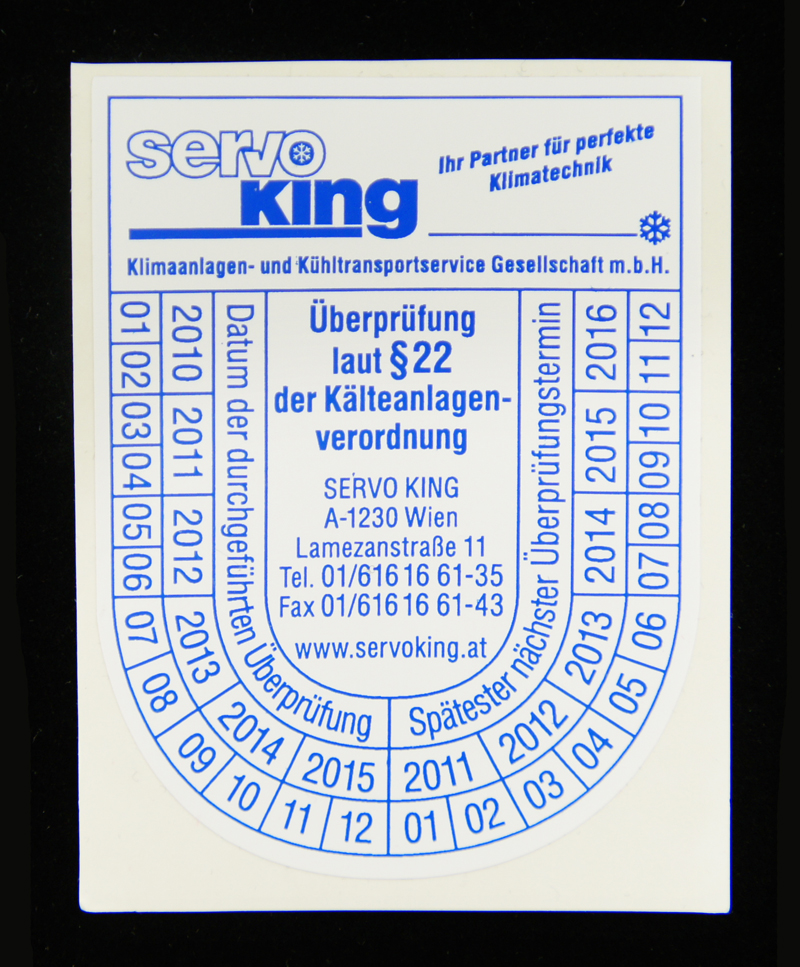 servo
King
Ihr Partner für perfekte
Klimatechnik
Klimaanlagen- und Kühltransportservice Gesellschaft m.b.H.
Überprüfung
laut §22
der Kälteanlagen-
verordnung
SERVO KING
A-1230 Wien
Lamezanstraße 11
Tel. 01/616 16 61-35
Fax 01/616 16 61-43
www.servoking.at
Datum der durchgeführten Überprüfung
2010 2011 2012 2013 2014 2015
01 02 03 04 05 06 07 08 09 10 11 12
Spätester nächster Überprüfungstermin
2011 2012 2013 2014 2015 2016
01 02 03 04 05 06 07 08 09 10 11 12